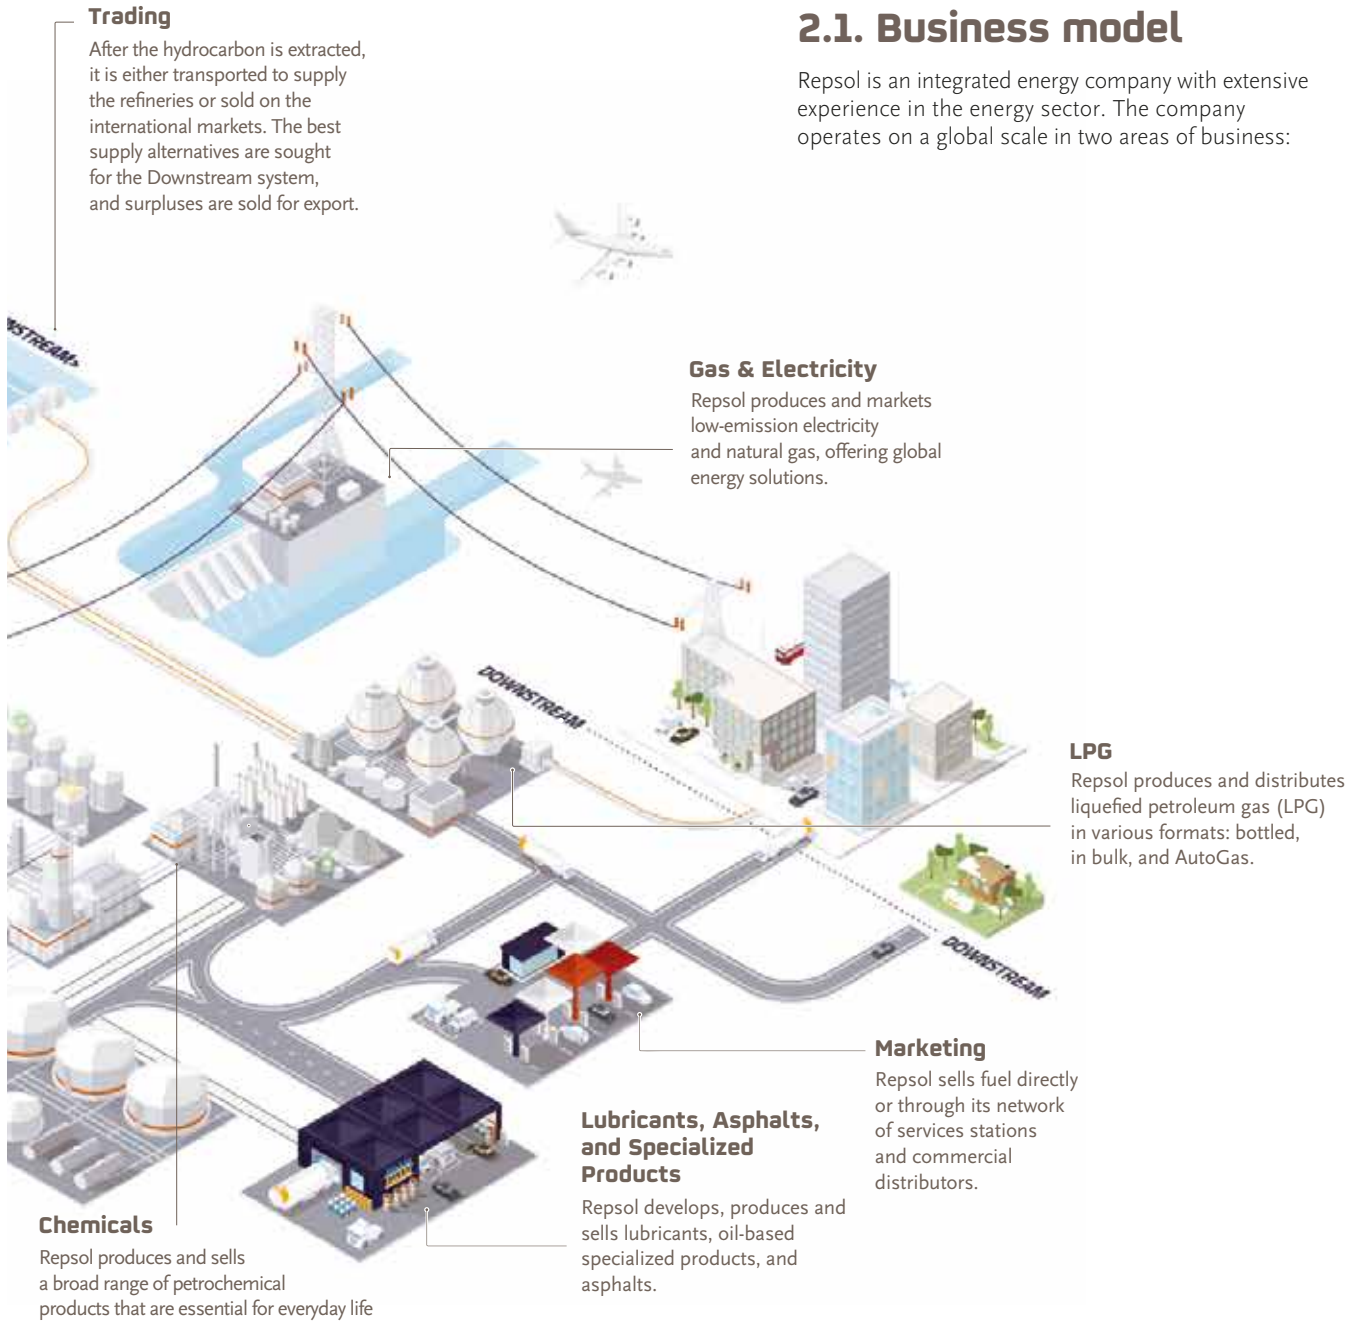 Trading
After the hydrocarbon is extracted,
it is either transported to supply
the refineries or sold on the
international markets. The best
supply alternatives are sought
for the Downstream system,
and surpluses are sold for export.
2.1. Business model
Repsol is an integrated energy company with extensive
experience in the energy sector. The company
operates on a global scale in two areas of business:
NSTREAM>
Gas & Electricity
Repsol produces and markets
low-emission electricity
and natural gas, offering global
energy solutions.
DOWNSTREAM
LPG
Repsol produces and distributes
liquefied petroleum gas (LPG)
in various formats: bottled,
in bulk, and AutoGas.
DOWNSTREAM
Marketing
Repsol sells fuel directly
or through its network
of services stations
and commercial
distributors.
Lubricants, Asphalts,
and Specialized
Products
Repsol develops, produces and
sells lubricants, oil-based
specialized products, and
asphalts.
Chemicals
Repsol produces and sells
a broad range of petrochemical
products that are essential for everyday life